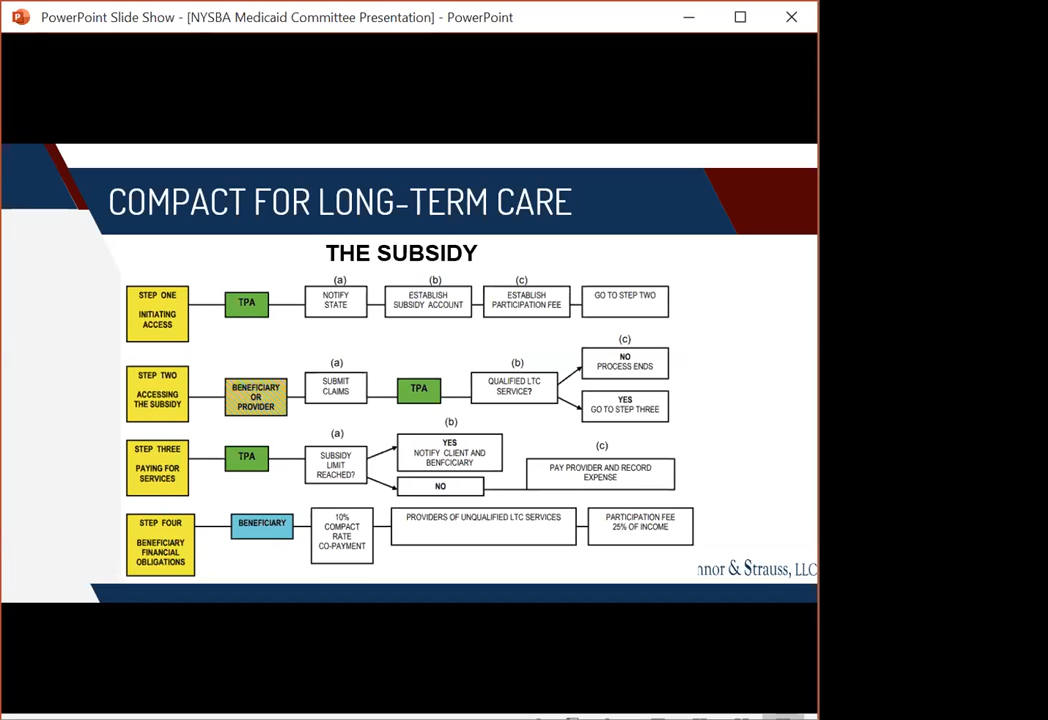 PowerPoint Slide Show - [NYSBA Medicaid Committee Presentation] - PowerPoint
COMPACT FOR LONG-TERM CARE
THE SUBSIDY
(a)
(b)
(c)
STEP ONE
INITIATING
ACCESS
TPA
NOTIFY
STATE
ESTABLISH
SUBSIDY ACCOUNT
ESTABLISH
PARTICIPATION FEE
GO TO STEP TWO
(a)
(b)
(c)
STEP TWO
ACCESSING
THE SUBSIDY
BENEFICIARY
OR
PROVIDER
SUBMIT
CLAIMS
TPA
QUALIFIED LTC
SERVICE?
NO
PROCESS ENDS
YES
GO TO STEP THREE
(a)
(b)
(c)
STEP THREE
PAYING FOR
SERVICES
TPA
SUBSIDY
LIMIT
REACHED?
YES
NOTIFY CLIENT AND
BENFCICIARY
NO
PAY PROVIDER AND RECORD
EXPENSE
STEP FOUR
BENEFICIARY
FINANCIAL
OBLIGATIONS
BENEFICIARY
10%
COMPACT
RATE
CO-PAYMENT
PROVIDERS OF UNQUALIFIED LTC SERVICES
PARTICIPATION FEE
25% OF INCOME
& Strauss, LLC